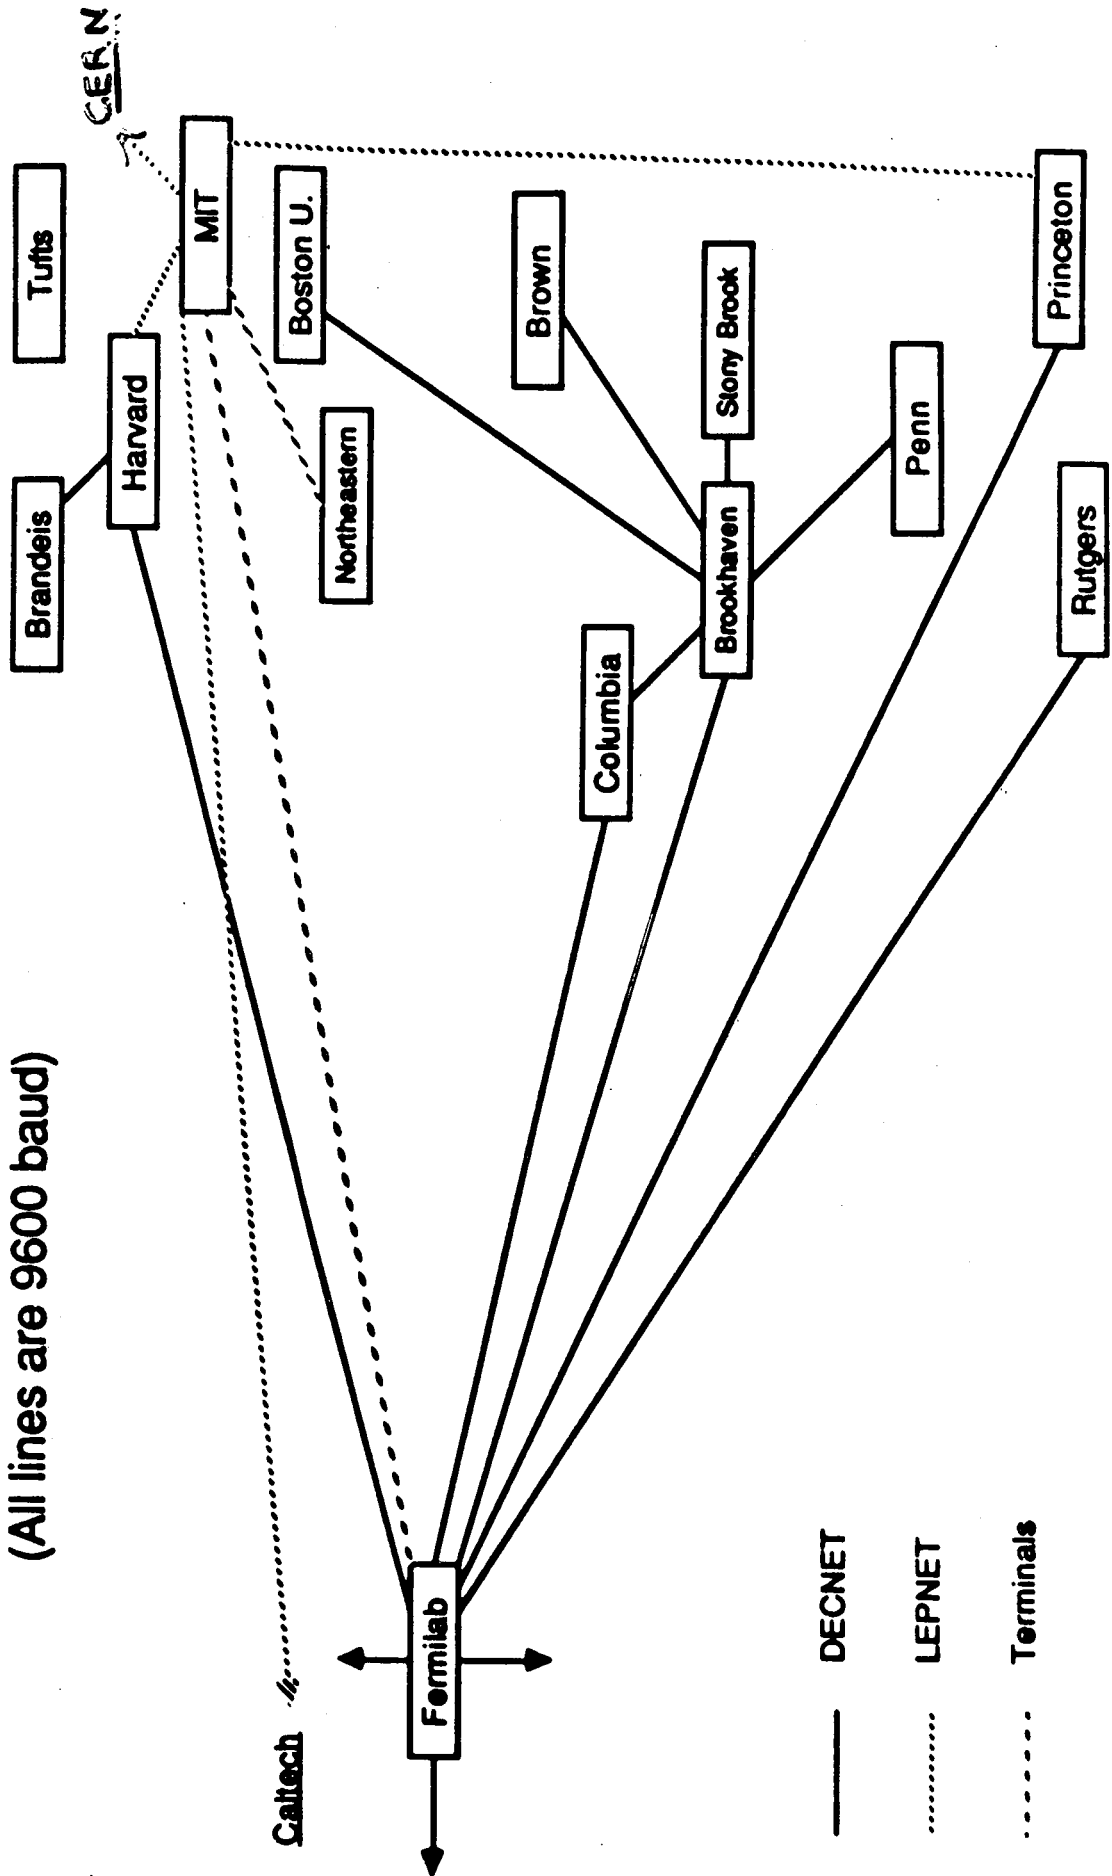 (All lines are 9600 baud)
CERN
Tufts
MIT
Brandeis
Harvard
Boston U.
Northeastern
Brown
Stony Brook
Columbia
Brookhaven
Penn
Princeton
Rutgers
Caltech
Fermilab
DECNET
LEPNET
Terminals